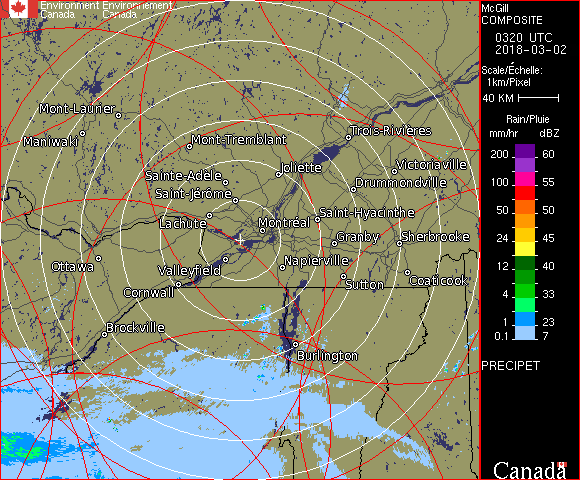 Environment Environnement
Canada Canada
McGill
COMPOSITE
0320 UTC
2018-03-02
Scale/Échelle:
1km/Pixel
40 KM
Rain/Pluie
mm/hr dBZ
200 60
150 57
100 55
50 50
24 45
12 40
4 33
1 23
0.1 7
PRECIPET
Canada
Mont-Laurier
Maniwaki
Mont-Tremblant
Trois-Rivières
Joliette
Victoriaville
Sainte-Adèle
Drummondville
Saint-Jérôme
Saint-Hyacinthe
Lachute
Montréal
Granby
Sherbrooke
Ottawa
Valleyfield
Napierville
Cornwall
Sutton
Coaticook
Brockville
Burlington